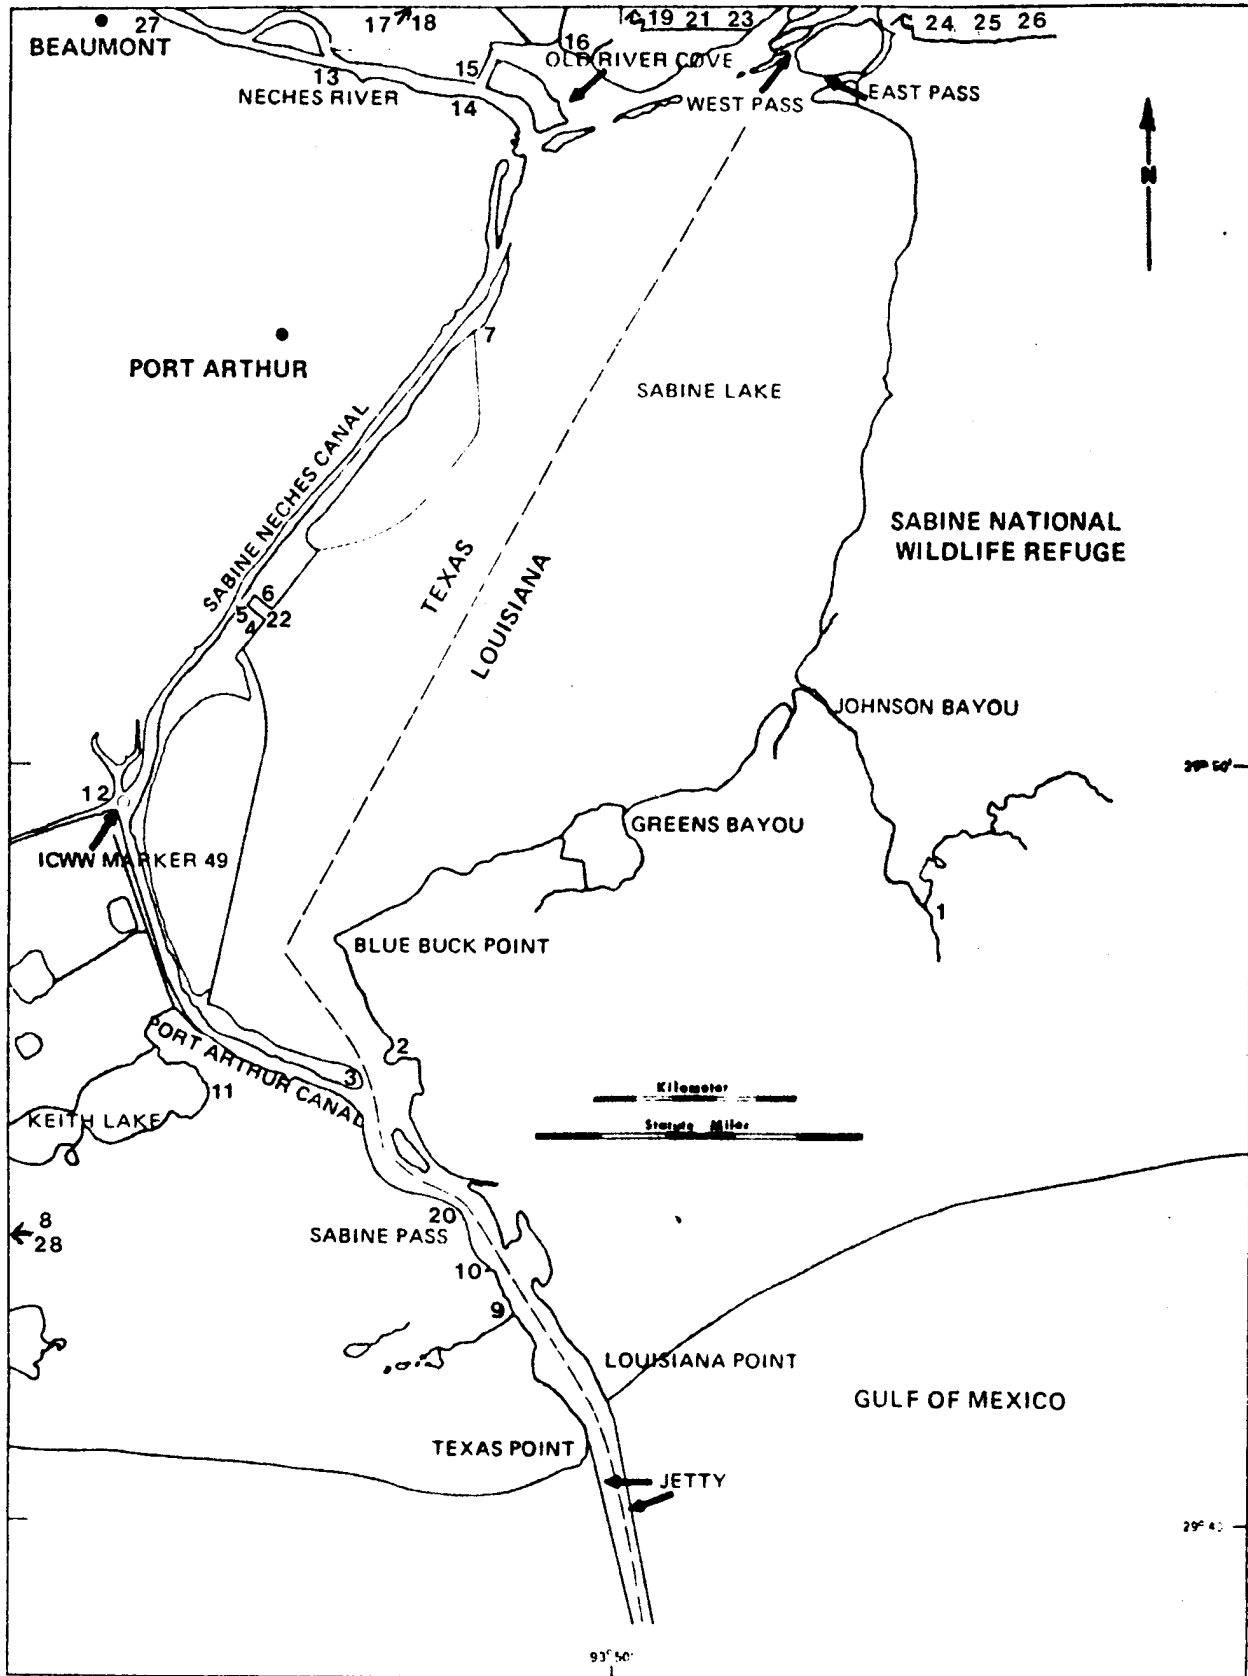 27
17 18
19 21 23
24 25 26
BEAUMONT
16
OLD RIVER COVE
13
15
NECHES RIVER
14
WEST PASS
EAST PASS
N
7
PORT ARTHUR
SABINE LAKE
SABINE NECHES CANAL
SABINE NATIONAL
WILDLIFE REFUGE
TEXAS
LOUISIANA
6
5
4
22
JOHNSON BAYOU
12
GREENS BAYOU
ICWW MARKER 49
1
BLUE BUCK POINT
PORT ARTHUR CANAL
2
3
11
Kilometer
KEITH LAKE
Statute Miles
8
28
20
SABINE PASS
10
9
LOUISIANA POINT
GULF OF MEXICO
TEXAS POINT
JETTY
93° 50'